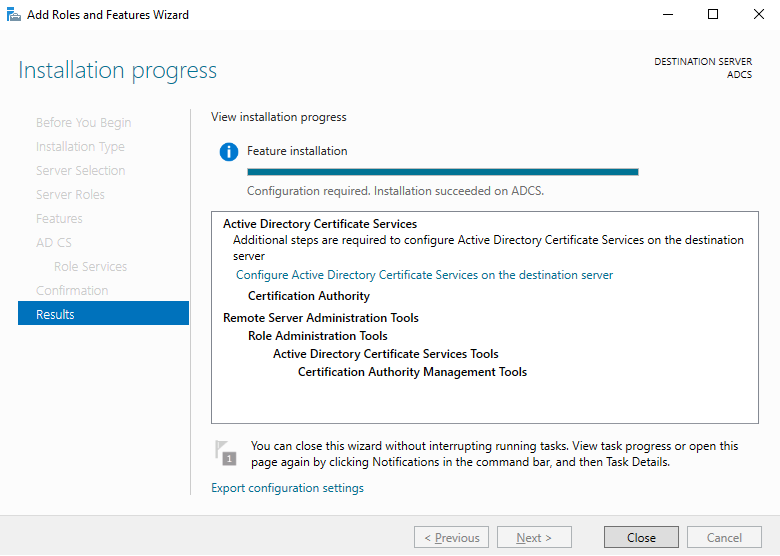 Add Roles and Features Wizard
Installation progress
DESTINATION SERVER
ADCS
Before You Begin
Installation Type
Server Selection
Server Roles
Features
AD CS
Role Services
Confirmation
Results
View installation progress
Feature installation
Configuration required. Installation succeeded on ADCS.
Active Directory Certificate Services
Additional steps are required to configure Active Directory Certificate Services on the destination
server
Configure Active Directory Certificate Services on the destination server
Certification Authority
Remote Server Administration Tools
Role Administration Tools
Active Directory Certificate Services Tools
Certification Authority Management Tools
1
You can close this wizard without interrupting running tasks. View task progress or open this
page again by clicking Notifications in the command bar, and then Task Details.
Export configuration settings
< Previous
Next >
Close
Cancel